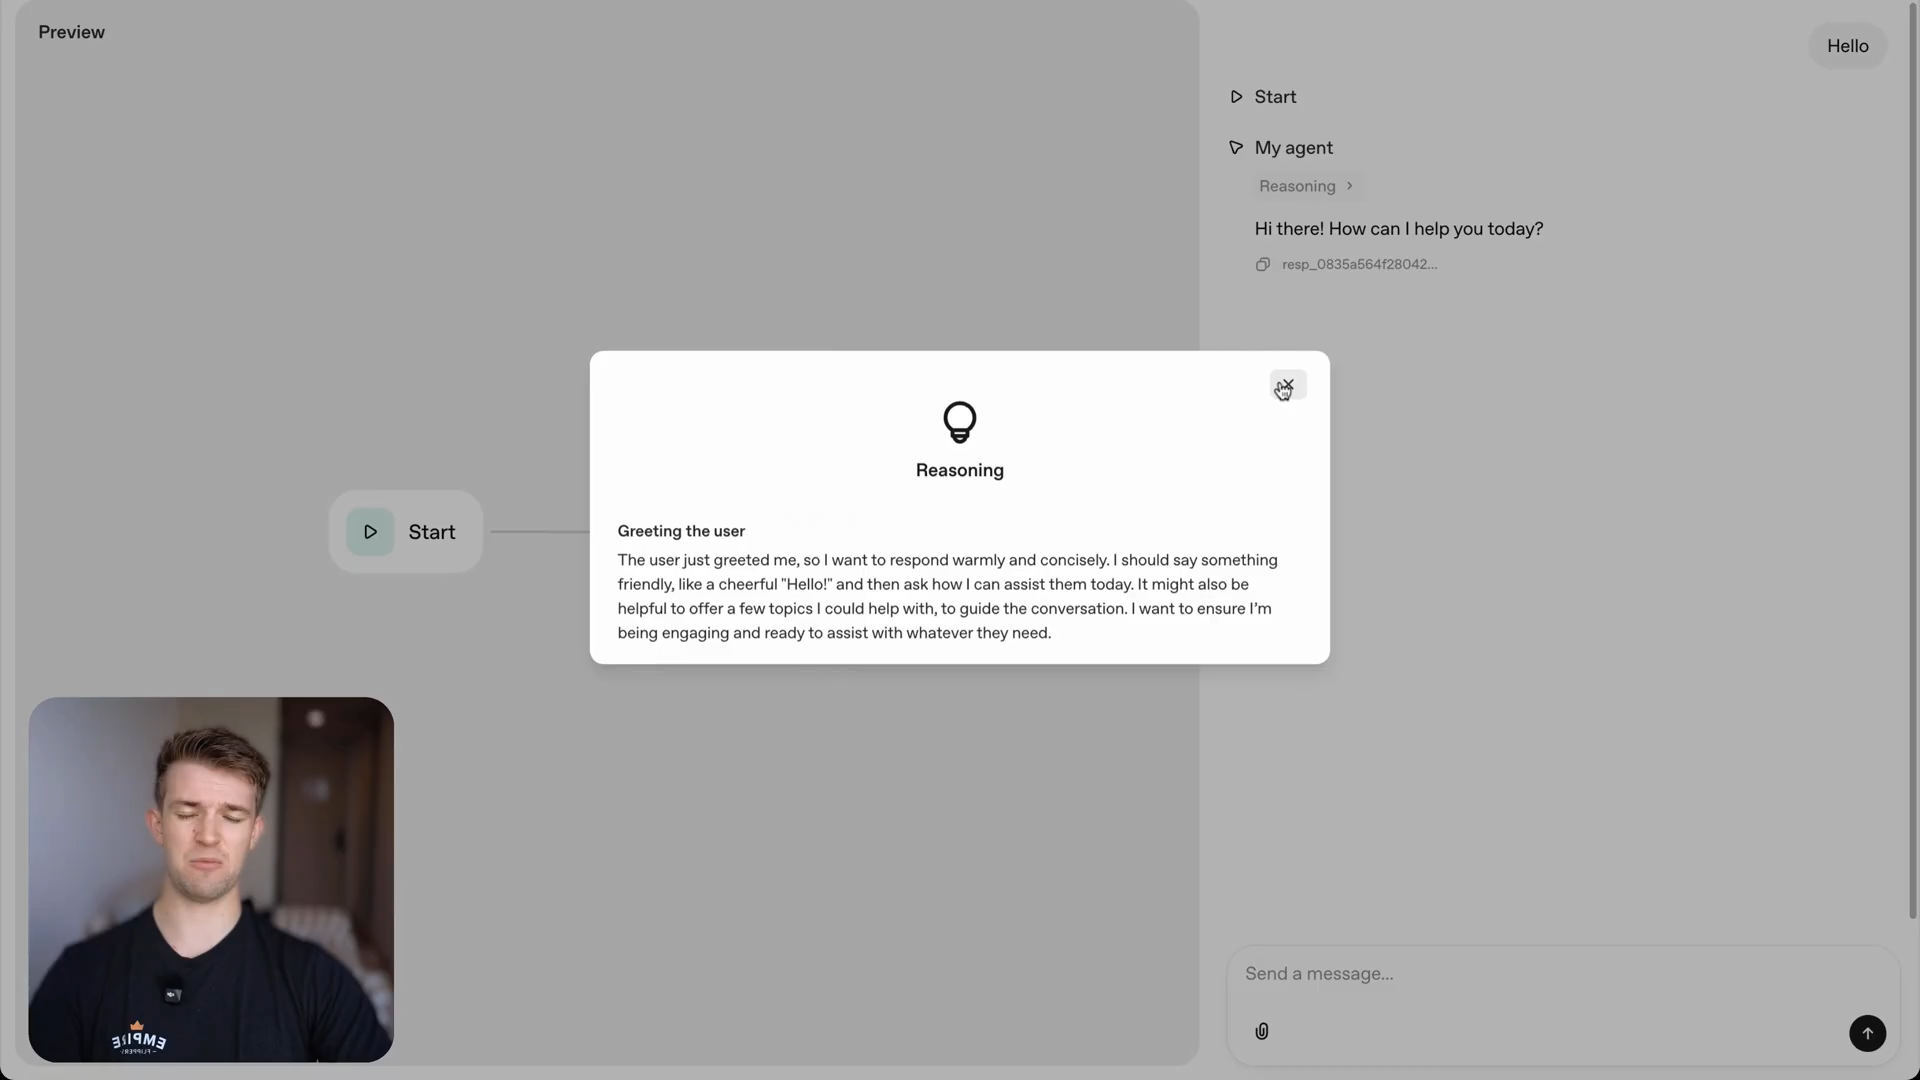 Preview
Hello
Start
My agent
Reasoning
Hi there! How can I help you today?
resp_0835a564f28042...
Reasoning
Greeting the user
The user just greeted me, so I want to respond warmly and concisely. I should say something
friendly, like a cheerful "Hello!" and then ask how I can assist them today. It might also be
helpful to offer a few topics I could help with, to guide the conversation. I want to ensure I'm
being engaging and ready to assist with whatever they need.
Start
Send a message...
EMPIRE
FLIPPERS